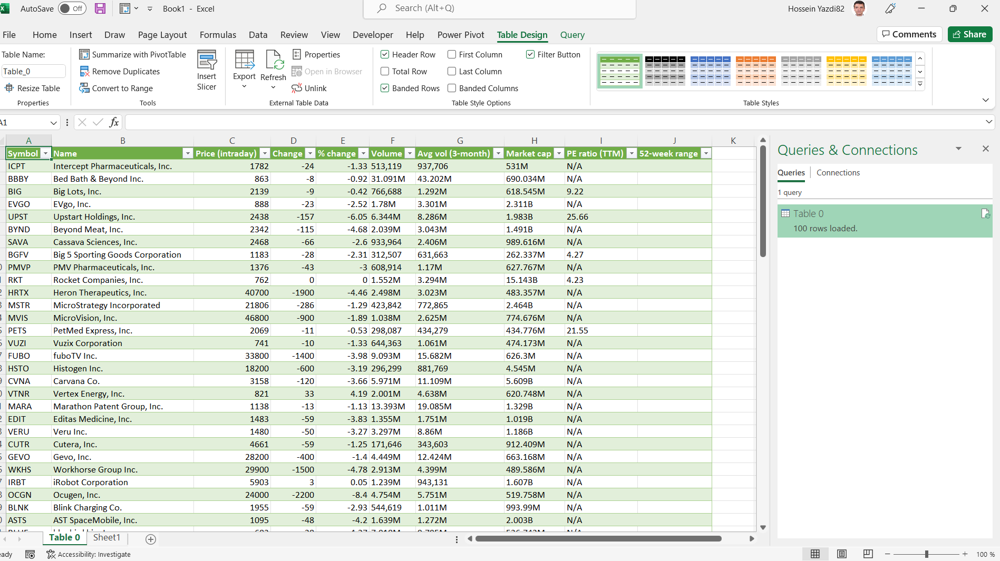 AutoSave Off Book1 - Excel Search (Alt+Q) Hossein Yazdi82
File Home Insert Draw Page Layout Formulas Data Review View Developer Help Power Pivot Table Design Query Comments Share
Table Name: Summarize with PivotTable Properties Header Row First Column Filter Button
Table_0 Remove Duplicates Insert Slicer Export Refresh Open in Browser Total Row Last Column
Resize Table Convert to Range Unlink Banded Rows Banded Columns
Properties Tools External Table Data Table Style Options Table Styles
A1 fx
A B C D E F G H I J K
Symbol Name Price (intraday) Change % change Volume Avg vol (3-month) Market cap PE ratio (TTM) 52-week range
ICPT Intercept Pharmaceuticals, Inc. 1782 -24 -1.33 513,119 937,706 531M N/A
BBBY Bed Bath & Beyond Inc. 863 -8 -0.92 31.091M 43.202M 690.034M N/A
BIG Big Lots, Inc. 2139 -9 -0.42 766,688 1.292M 618.545M 9.22
EVGO EVgo, Inc. 888 -23 -2.52 1.78M 3.301M 2.311B N/A
UPST Upstart Holdings, Inc. 2438 -157 -6.05 6.344M 8.286M 1.983B 25.66
BYND Beyond Meat, Inc. 2342 -115 -4.68 2.039M 3.043M 1.491B N/A
SAVA Cassava Sciences, Inc. 2468 -66 -2.6 933,964 2.406M 989.616M N/A
BGFV Big 5 Sporting Goods Corporation 1183 -28 -2.31 312,507 631,663 262.337M 4.27
PMVP PMV Pharmaceuticals, Inc. 1376 -43 -3 608,914 1.17M 627.767M N/A
RKT Rocket Companies, Inc. 762 0 0 1.552M 3.294M 15.143B 4.23
HRTX Heron Therapeutics, Inc. 40700 -1900 -4.46 2.498M 3.023M 483.357M N/A
MSTR MicroStrategy Incorporated 21806 -286 -1.29 423,842 772,865 2.464B N/A
MVIS MicroVision, Inc. 46800 -900 -1.89 1.038M 2.625M 774.676M N/A
PETS PetMed Express, Inc. 2069 -11 -0.53 298,087 434,279 434.776M 21.55
VUZI Vuzix Corporation 741 -10 -1.33 644,363 1.061M 474.173M N/A
FUBO fuboTV Inc. 33800 -1400 -3.98 9.093M 15.682M 626.3M N/A
HSTO Histogen Inc. 18200 -600 -3.19 296,299 881,769 4.545M N/A
CVNA Carvana Co. 3158 -120 -3.66 5.971M 11.109M 5.609B N/A
VTNR Vertex Energy, Inc. 821 33 4.19 2.001M 4.638M 620.748M N/A
MARA Marathon Patent Group, Inc. 1138 -13 -1.13 13.393M 19.085M 1.329B N/A
EDIT Editas Medicine, Inc. 1483 -59 -3.83 1.355M 1.751M 1.019B N/A
VERU Veru Inc. 1480 -50 -3.27 3.297M 8.86M 1.186B N/A
CUTR Cutera, Inc. 4661 -59 -1.25 171,646 343,603 912.409M N/A
GEVO Gevo, Inc. 28200 -400 -1.4 4.449M 12.424M 663.168M N/A
WKHS Workhorse Group Inc. 29900 -1500 -4.78 2.913M 4.399M 489.586M N/A
IRBT iRobot Corporation 5903 3 0.05 1.239M 943,131 1.607B N/A
OCGN Ocugen, Inc. 24000 -2200 -8.4 4.754M 5.751M 519.758M N/A
BLNK Blink Charging Co. 1955 -59 -2.93 544,619 1.011M 993.99M N/A
ASTS AST SpaceMobile, Inc. 1095 -48 -4.2 1.639M 1.272M 2.003B N/A
Queries & Connections
Queries Connections
1 query
Table 0
100 rows loaded.
Table 0 Sheet1
Accessibility: Investigate 100 %